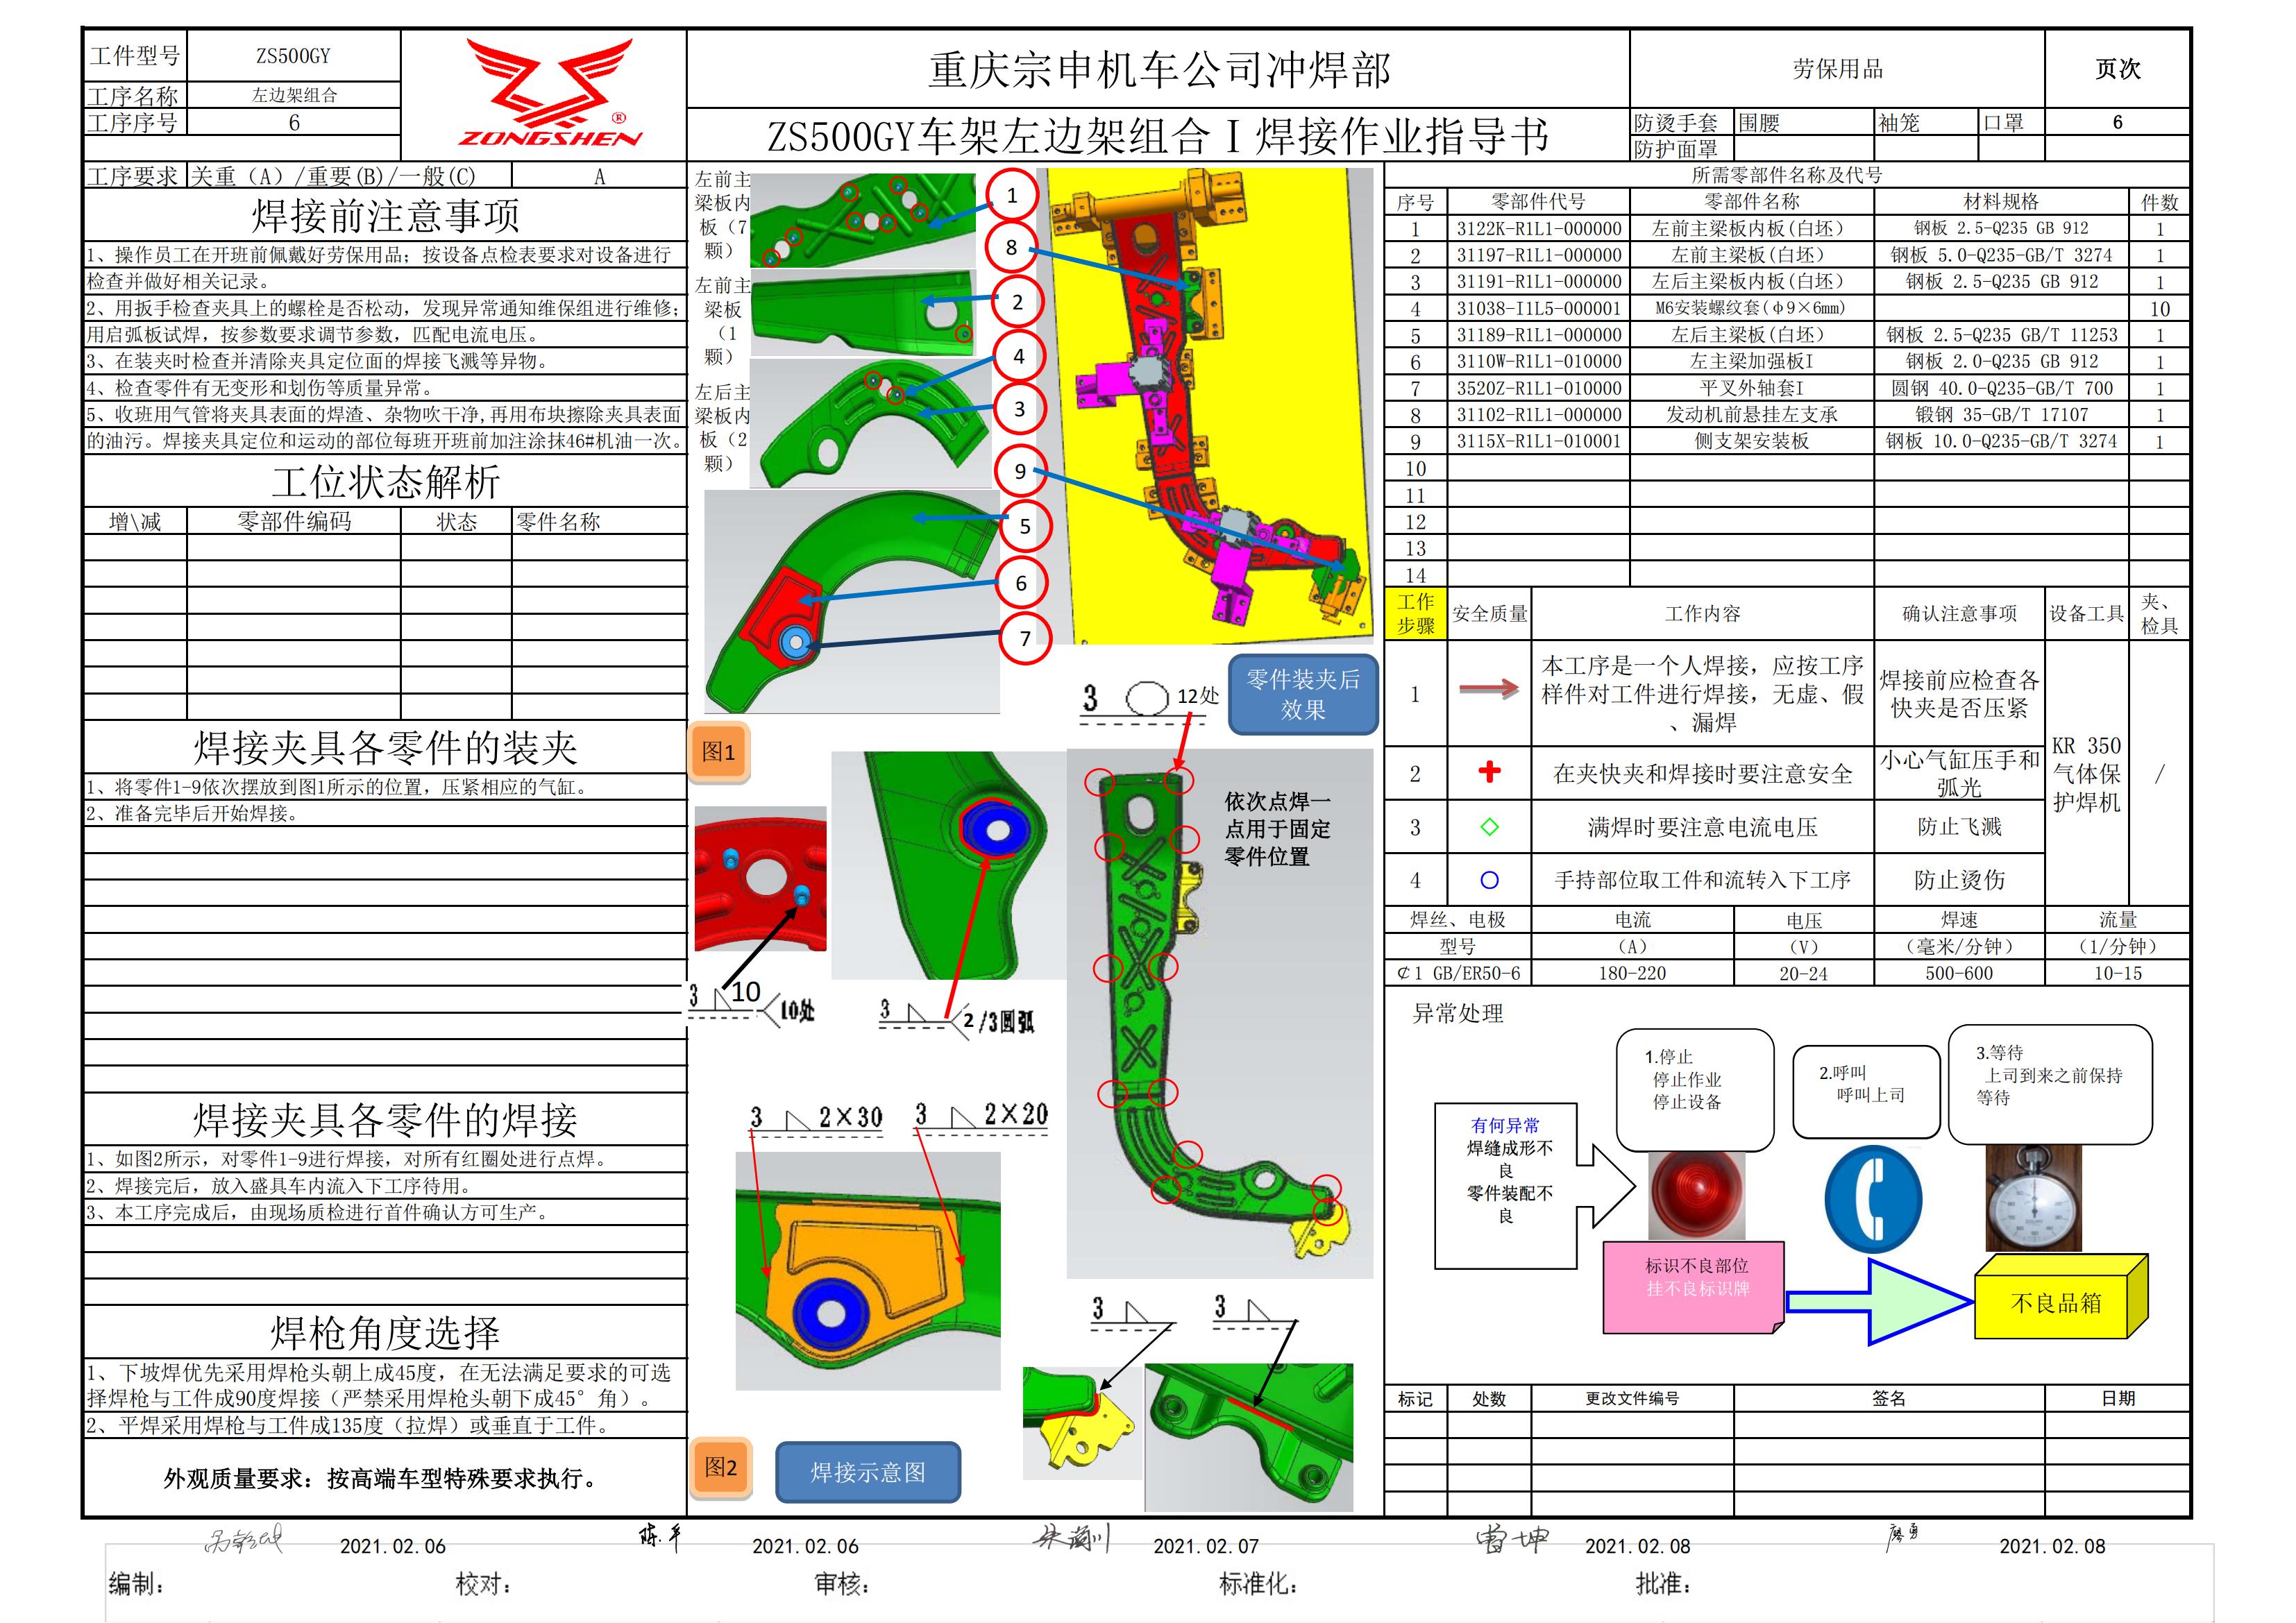 工件型号 ZS500GY
工序名称 左边架组合
工序序号 6
ZONGSHEN ®
重庆宗申机车公司冲焊部
ZS500GY车架左边架组合Ⅰ焊接作业指导书
劳保用品 页次
防烫手套 围腰 袖笼 口罩 6
防护面罩
工序要求 关重（A）/重要(B)/一般(C) A
焊接前注意事项
1、操作员工在开班前佩戴好劳保用品；按设备点检表要求对设备进行
检查并做好相关记录。
2、用扳手检查夹具上的螺栓是否松动，发现异常通知维保组进行维修；
用启弧板试焊，按参数要求调节参数，匹配电流电压。
3、在装夹时检查并清除夹具定位面的焊接飞溅等异物。
4、检查零件有无变形和划伤等质量异常。
5、收班用气管将夹具表面的焊渣、杂物吹干净,再用布块擦除夹具表面
的油污。焊接夹具定位和运动的部位每班开班前加注涂抹46#机油一次。
工位状态解析
增\减 零部件编码 状态 零件名称
焊接夹具各零件的装夹
1、将零件1-9依次摆放到图1所示的位置，压紧相应的气缸。
2、准备完毕后开始焊接。
焊接夹具各零件的焊接
1、如图2所示，对零件1-9进行焊接，对所有红圈处进行点焊。
2、焊接完后，放入盛具车内流入下工序待用。
3、本工序完成后，由现场质检进行首件确认方可生产。
焊枪角度选择
1、下坡焊优先采用焊枪头朝上成45度，在无法满足要求的可选
择焊枪与工件成90度焊接（严禁采用焊枪头朝下成45°角）。
2、平焊采用焊枪与工件成135度（拉焊）或垂直于工件。
外观质量要求：按高端车型特殊要求执行。
左前主
梁板内
板（7
颗）
左前主
梁板
（1
颗）
左后主
梁板内
板（2
颗）
1
8
2
4
3
9
5
6
7
图1
3 12处
零件装夹后
效果
依次点焊一
点用于固定
零件位置
3 10 10处
3 2/3圆弧
3 2×30
3 2×20
3
3
图2
焊接示意图
所需零部件名称及代号
序号 零部件代号 零部件名称 材料规格 件数
1 3122K-R1L1-000000 左前主梁板内板(白坯) 钢板 2.5-Q235 GB 912 1
2 31197-R1L1-000000 左前主梁板(白坯) 钢板 5.0-Q235-GB/T 3274 1
3 31191-R1L1-000000 左后主梁板内板(白坯) 钢板 2.5-Q235 GB 912 1
4 31038-I1L5-000001 M6安装螺纹套(φ9×6mm) 10
5 31189-R1L1-000000 左后主梁板(白坯) 钢板 2.5-Q235 GB/T 11253 1
6 3110W-R1L1-010000 左主梁加强板I 钢板 2.0-Q235 GB 912 1
7 3520Z-R1L1-010000 平叉外轴套I 圆钢 40.0-Q235-GB/T 700 1
8 31102-R1L1-000000 发动机前悬挂左支承 锻钢 35-GB/T 17107 1
9 3115X-R1L1-010001 侧支架安装板 钢板 10.0-Q235-GB/T 3274 1
10
11
12
13
14
工作步骤 安全质量 工作内容 确认注意事项 设备工具 夹、检具
1 本工序是一个人焊接，应按工序样件对工件进行焊接，无虚、假、漏焊 焊接前应检查各快夹是否压紧
2 在夹快夹和焊接时要注意安全 小心气缸压手和弧光
3 满焊时要注意电流电压 防止飞溅
4 手持部位取工件和流转入下工序 防止烫伤
KR 350
气体保
护焊机
/
焊丝、电极 电流 电压 焊速 流量
型号 （A） （V） （毫米/分钟） （1/分钟）
¢1 GB/ER50-6 180-220 20-24 500-600 10-15
异常处理
有何异常
焊缝成形不
良
零件装配不
良
1.停止
停止作业
停止设备
2.呼叫
呼叫上司
3.等待
上司到来之前保持
等待
标识不良部位
挂不良标识牌
不良品箱
标记 处数 更改文件编号 签名 日期
2021.02.06 陈平 2021.02.06 2021.02.07 雷坤 2021.02.08 廖勇 2021.02.08
编制： 校对： 审核： 标准化： 批准：